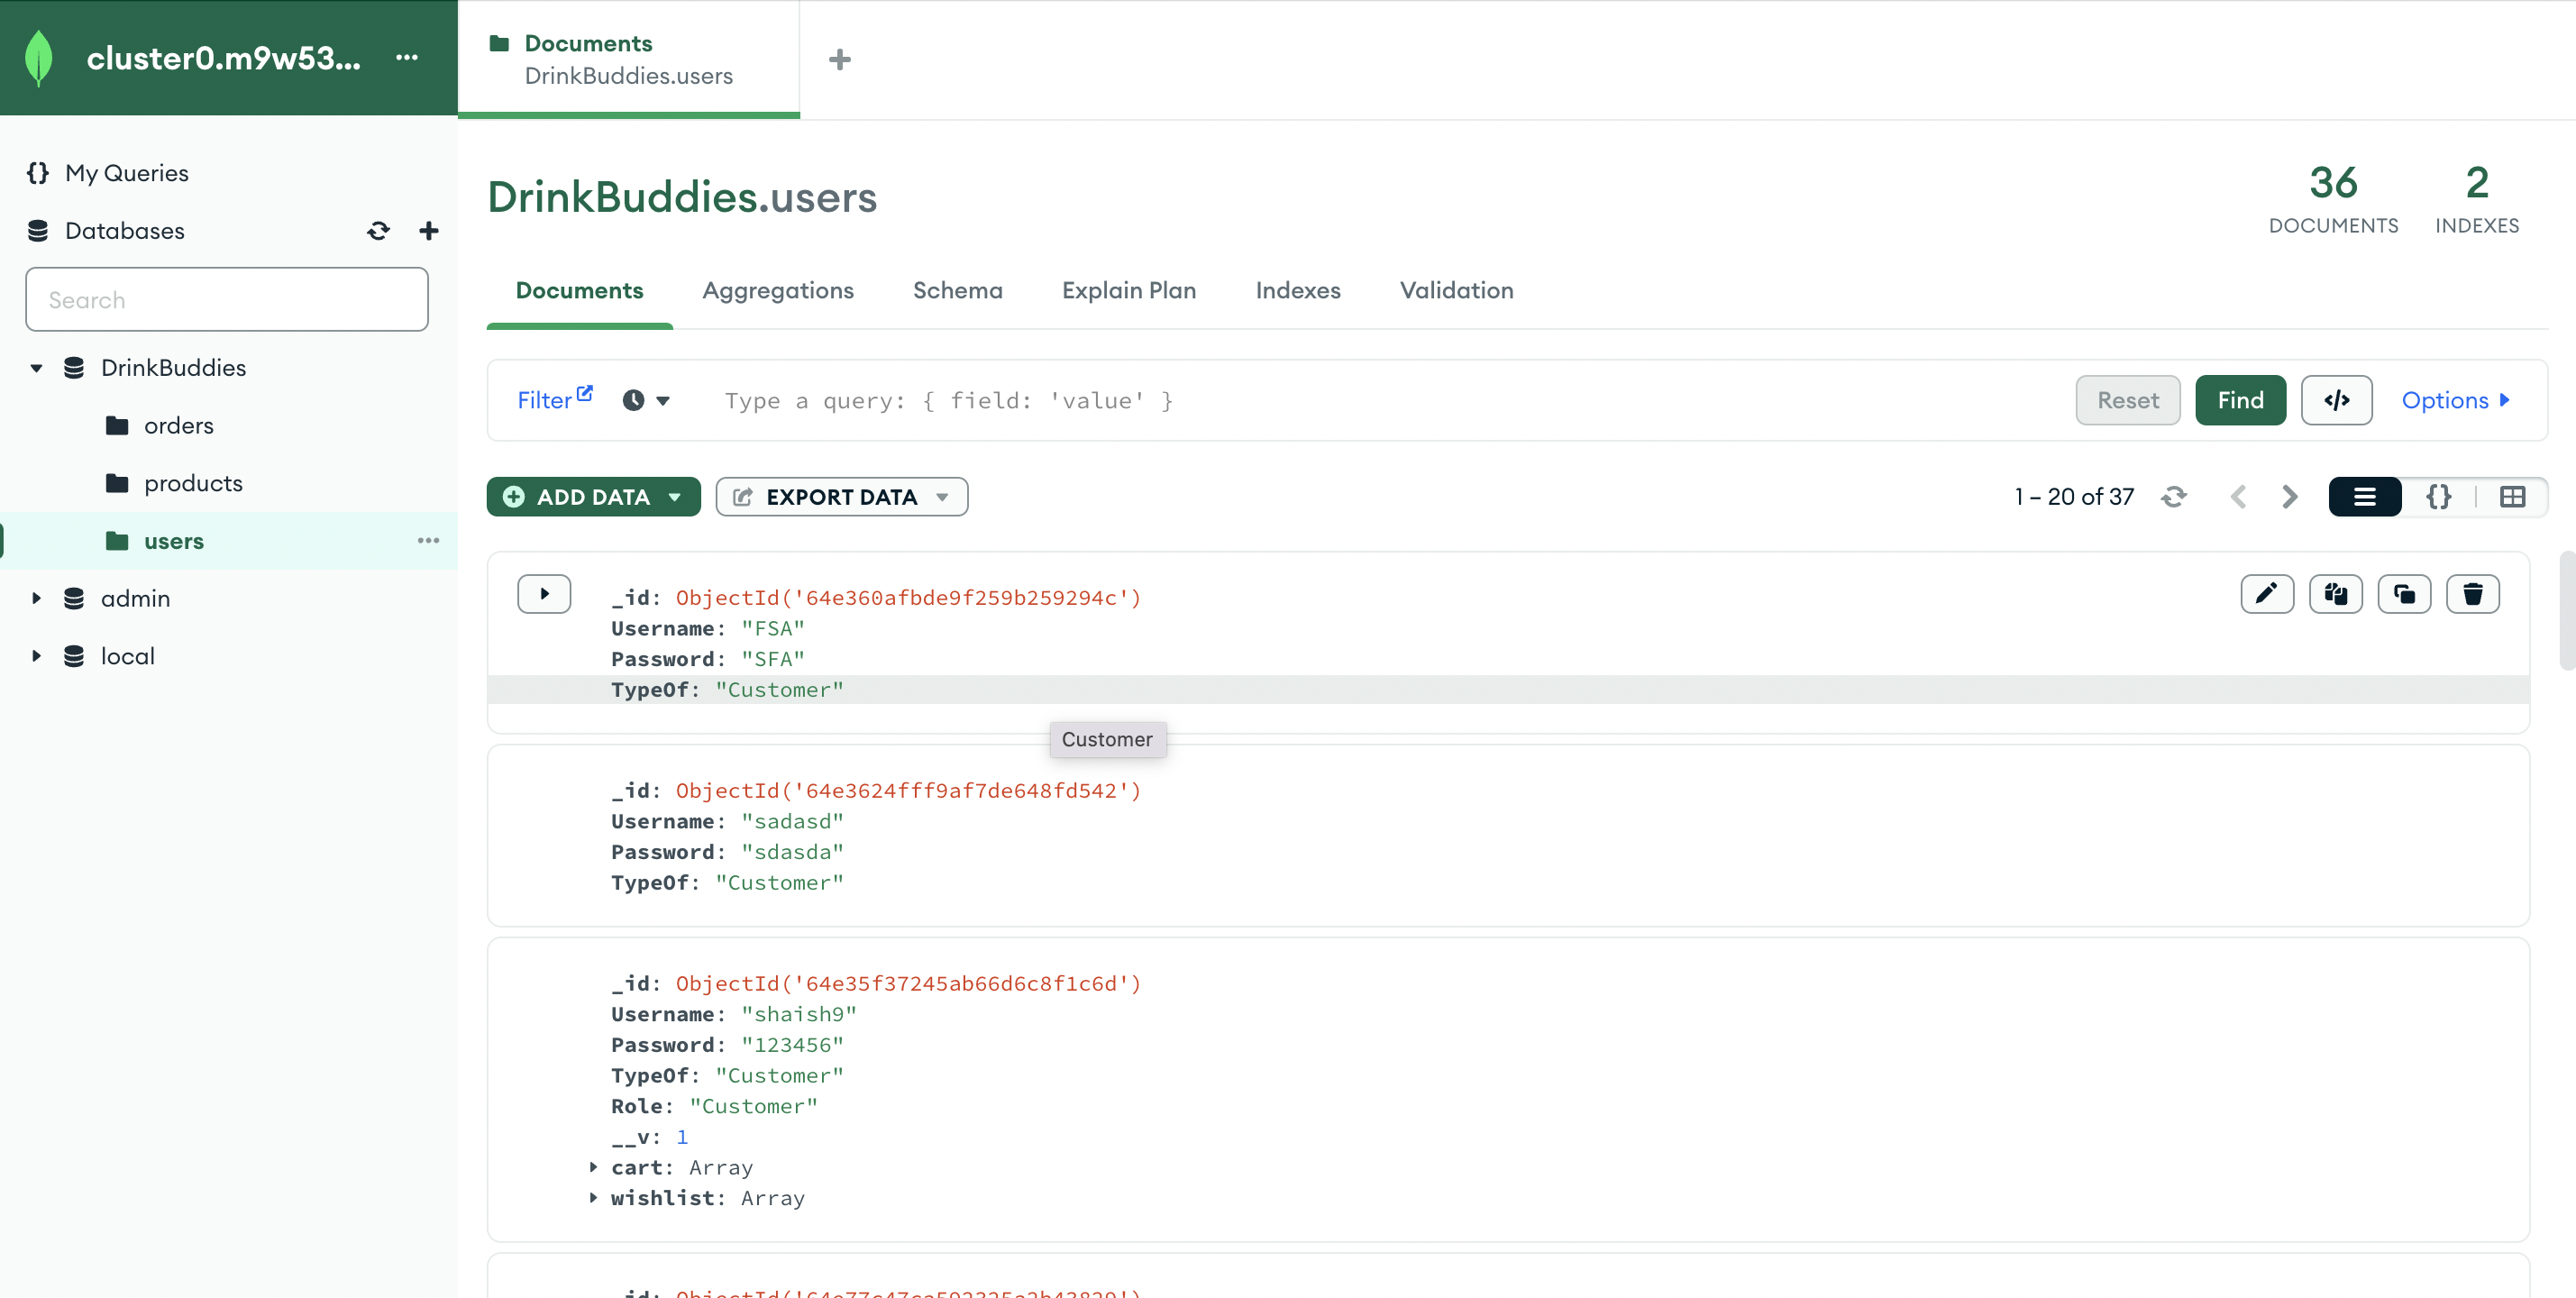 cluster0.m9w53...
Documents
DrinkBuddies.users
My Queries
Databases
Search
DrinkBuddies
orders
products
users
admin
local
DrinkBuddies.users
36
DOCUMENTS
2
INDEXES
Documents Aggregations Schema Explain Plan Indexes Validation
Filter Type a query: { field: 'value' } Reset Find </> Options
ADD DATA EXPORT DATA 1 – 20 of 37 {}
_id: ObjectId('64e360afbde9f259b259294c')
Username: "FSA"
Password: "SFA"
TypeOf: "Customer"
Customer
_id: ObjectId('64e3624fff9af7de648fd542')
Username: "sadasd"
Password: "sdasda"
TypeOf: "Customer"
_id: ObjectId('64e35f37245ab66d6c8f1c6d')
Username: "shaish9"
Password: "123456"
TypeOf: "Customer"
Role: "Customer"
__v: 1
cart: Array
wishlist: Array